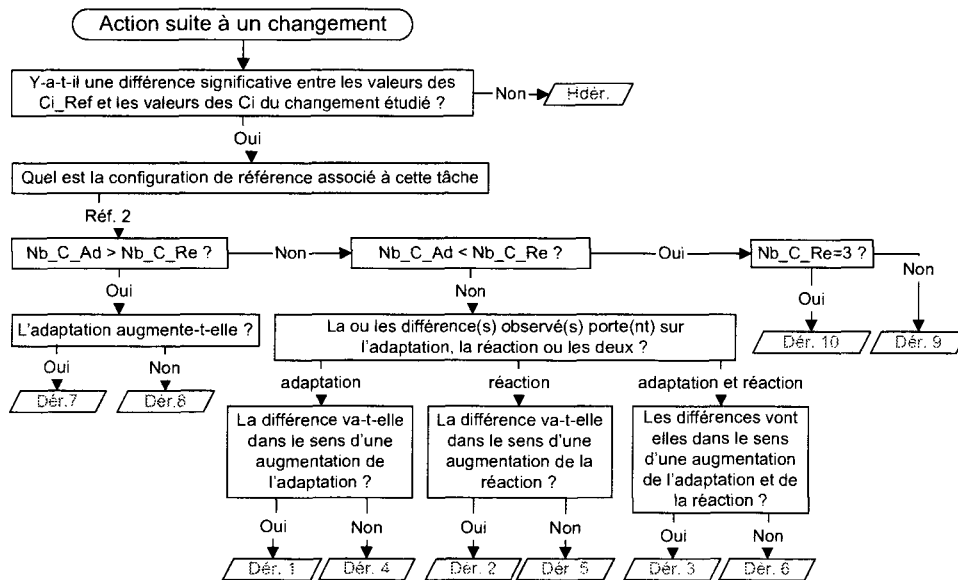 Action suite à un changement
Y-a-t-il une différence significative entre les valeurs des
Ci_Ref et les valeurs des Ci du changement étudié ?
Non
Hdér.
Oui
Quel est la configuration de référence associé à cette tâche
Réf. 2
Nb_C_Ad > Nb_C_Re ?
Non
Nb_C_Ad < Nb_C_Re ?
Oui
Nb_C_Re=3 ?
Non
Oui
Dér. 10
Dér. 9
Oui
L'adaptation augmente-t-elle ?
Oui
Non
Dér.7
Dér.8
Non
La ou les différence(s) observé(s) porte(nt) sur
l'adaptation, la réaction ou les deux ?
adaptation
réaction
adaptation et réaction
La différence va-t-elle
dans le sens d'une
augmentation de
l'adaptation ?
La différence va-t-elle
dans le sens d'une
augmentation de la
réaction ?
Les différences vont
elles dans le sens
d'une augmentation
de l'adaptation et de
la réaction ?
Oui
Non
Oui
Non
Oui
Non
Dér. 1
Dér. 4
Dér. 2
Dér. 5
Dér. 3
Dér. 6